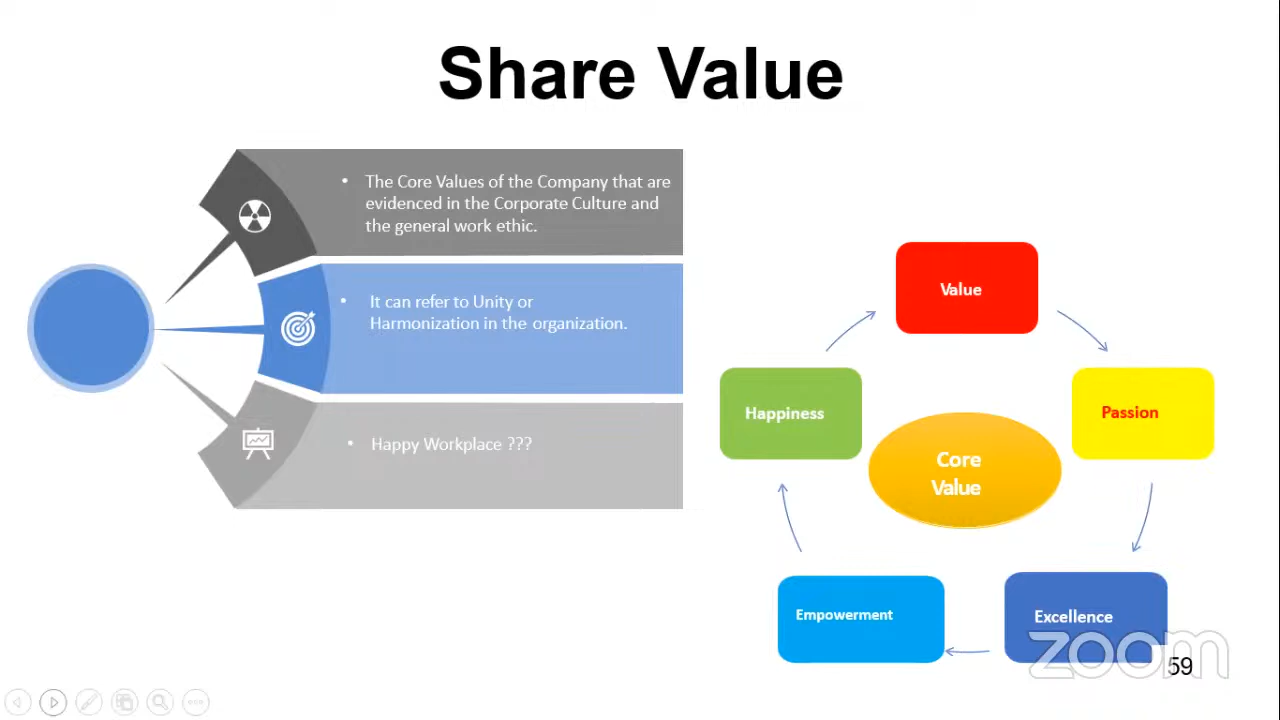 Share Value
• The Core Values of the Company that are
evidenced in the Corporate Culture and
the general work ethic.
• It can refer to Unity or
Harmonization in the organization.
• Happy Workplace ???
Value
Passion
Excellence
Empowerment
Happiness
Core
Value
zoom
59